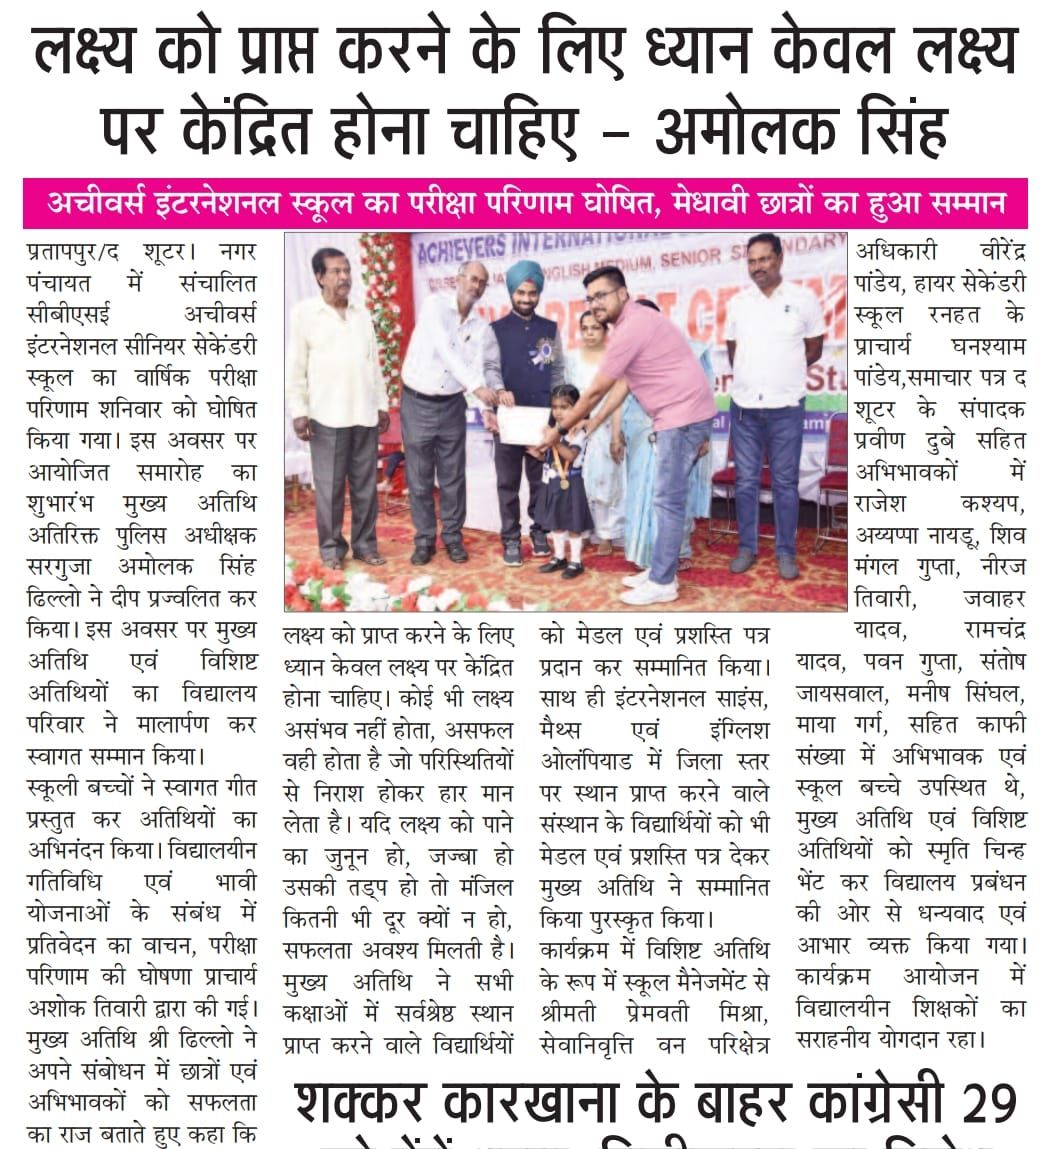 लक्ष्य को प्राप्त करने के लिए ध्यान केवल लक्ष्य
पर केंद्रित होना चाहिए – अमोलक सिंह
अचीवर्स इंटरनेशनल स्कूल का परीक्षा परिणाम घोषित, मेधावी छात्रों का हुआ सम्मान
प्रतापपुर/द शूटर। नगर
पंचायत में संचालित
सीबीएसई अचीवर्स
इंटरनेशनल सीनियर सेकेंडरी
स्कूल का वार्षिक परीक्षा
परिणाम शनिवार को घोषित
किया गया। इस अवसर पर
आयोजित समारोह का
शुभारंभ मुख्य अतिथि
अतिरिक्त पुलिस अधीक्षक
सरगुजा अमोलक सिंह
ढिल्लो ने दीप प्रज्वलित कर
किया। इस अवसर पर मुख्य
अतिथि एवं विशिष्ट
अतिथियों का विद्यालय
परिवार ने मालार्पण कर
स्वागत सम्मान किया।
स्कूली बच्चों ने स्वागत गीत
प्रस्तुत कर अतिथियों का
अभिनंदन किया। विद्यालयीन
गतिविधि एवं भावी
योजनाओं के संबंध में
प्रतिवेदन का वाचन, परीक्षा
परिणाम की घोषणा प्राचार्य
अशोक तिवारी द्वारा की गई।
मुख्य अतिथि श्री ढिल्लो ने
अपने संबोधन में छात्रों एवं
अभिभावकों को सफलता
का राज बताते हुए कहा कि
ACHIEVERS INTERNATIONAL
ENGLISH MEDIUM, SENIOR
लक्ष्य को प्राप्त करने के लिए
ध्यान केवल लक्ष्य पर केंद्रित
होना चाहिए। कोई भी लक्ष्य
असंभव नहीं होता, असफल
वही होता है जो परिस्थितियों
से निराश होकर हार मान
लेता है। यदि लक्ष्य को पाने
का जुनून हो, जज्बा हो
उसकी तड्प हो तो मंजिल
कितनी भी दूर क्यों न हो,
सफलता अवश्य मिलती है।
मुख्य अतिथि ने सभी
कक्षाओं में सर्वश्रेष्ठ स्थान
प्राप्त करने वाले विद्यार्थियों
को मेडल एवं प्रशस्ति पत्र
प्रदान कर सम्मानित किया।
साथ ही इंटरनेशनल साइंस,
मैथ्स एवं इंग्लिश
ओलंपियाड में जिला स्तर
पर स्थान प्राप्त करने वाले
संस्थान के विद्यार्थियों को भी
मेडल एवं प्रशस्ति पत्र देकर
मुख्य अतिथि ने सम्मानित
किया पुरस्कृत किया।
कार्यक्रम में विशिष्ट अतिथि
के रूप में स्कूल मैनेजमेंट से
श्रीमती प्रेमवती मिश्रा,
सेवानिवृत्ति वन परिक्षेत्र
अधिकारी वीरेंद्र
पांडेय, हायर सेकेंडरी
स्कूल रनहत के
प्राचार्य घनश्याम
पांडेय,समाचार पत्र द
शूटर के संपादक
प्रवीण दुबे सहित
अभिभावकों में
राजेश कश्यप,
अय्यप्पा नायडू, शिव
मंगल गुप्ता, नीरज
तिवारी, जवाहर
यादव, रामचंद्र
यादव, पवन गुप्ता, संतोष
जायसवाल, मनीष सिंघल,
माया गर्ग, सहित काफी
संख्या में अभिभावक एवं
स्कूल बच्चे उपस्थित थे,
मुख्य अतिथि एवं विशिष्ट
अतिथियों को स्मृति चिन्ह
भेंट कर विद्यालय प्रबंधन
की ओर से धन्यवाद एवं
आभार व्यक्त किया गया।
कार्यक्रम आयोजन में
विद्यालयीन शिक्षकों का
सराहनीय योगदान रहा।
शक्कर कारखाना के बाहर कांग्रेसी 29